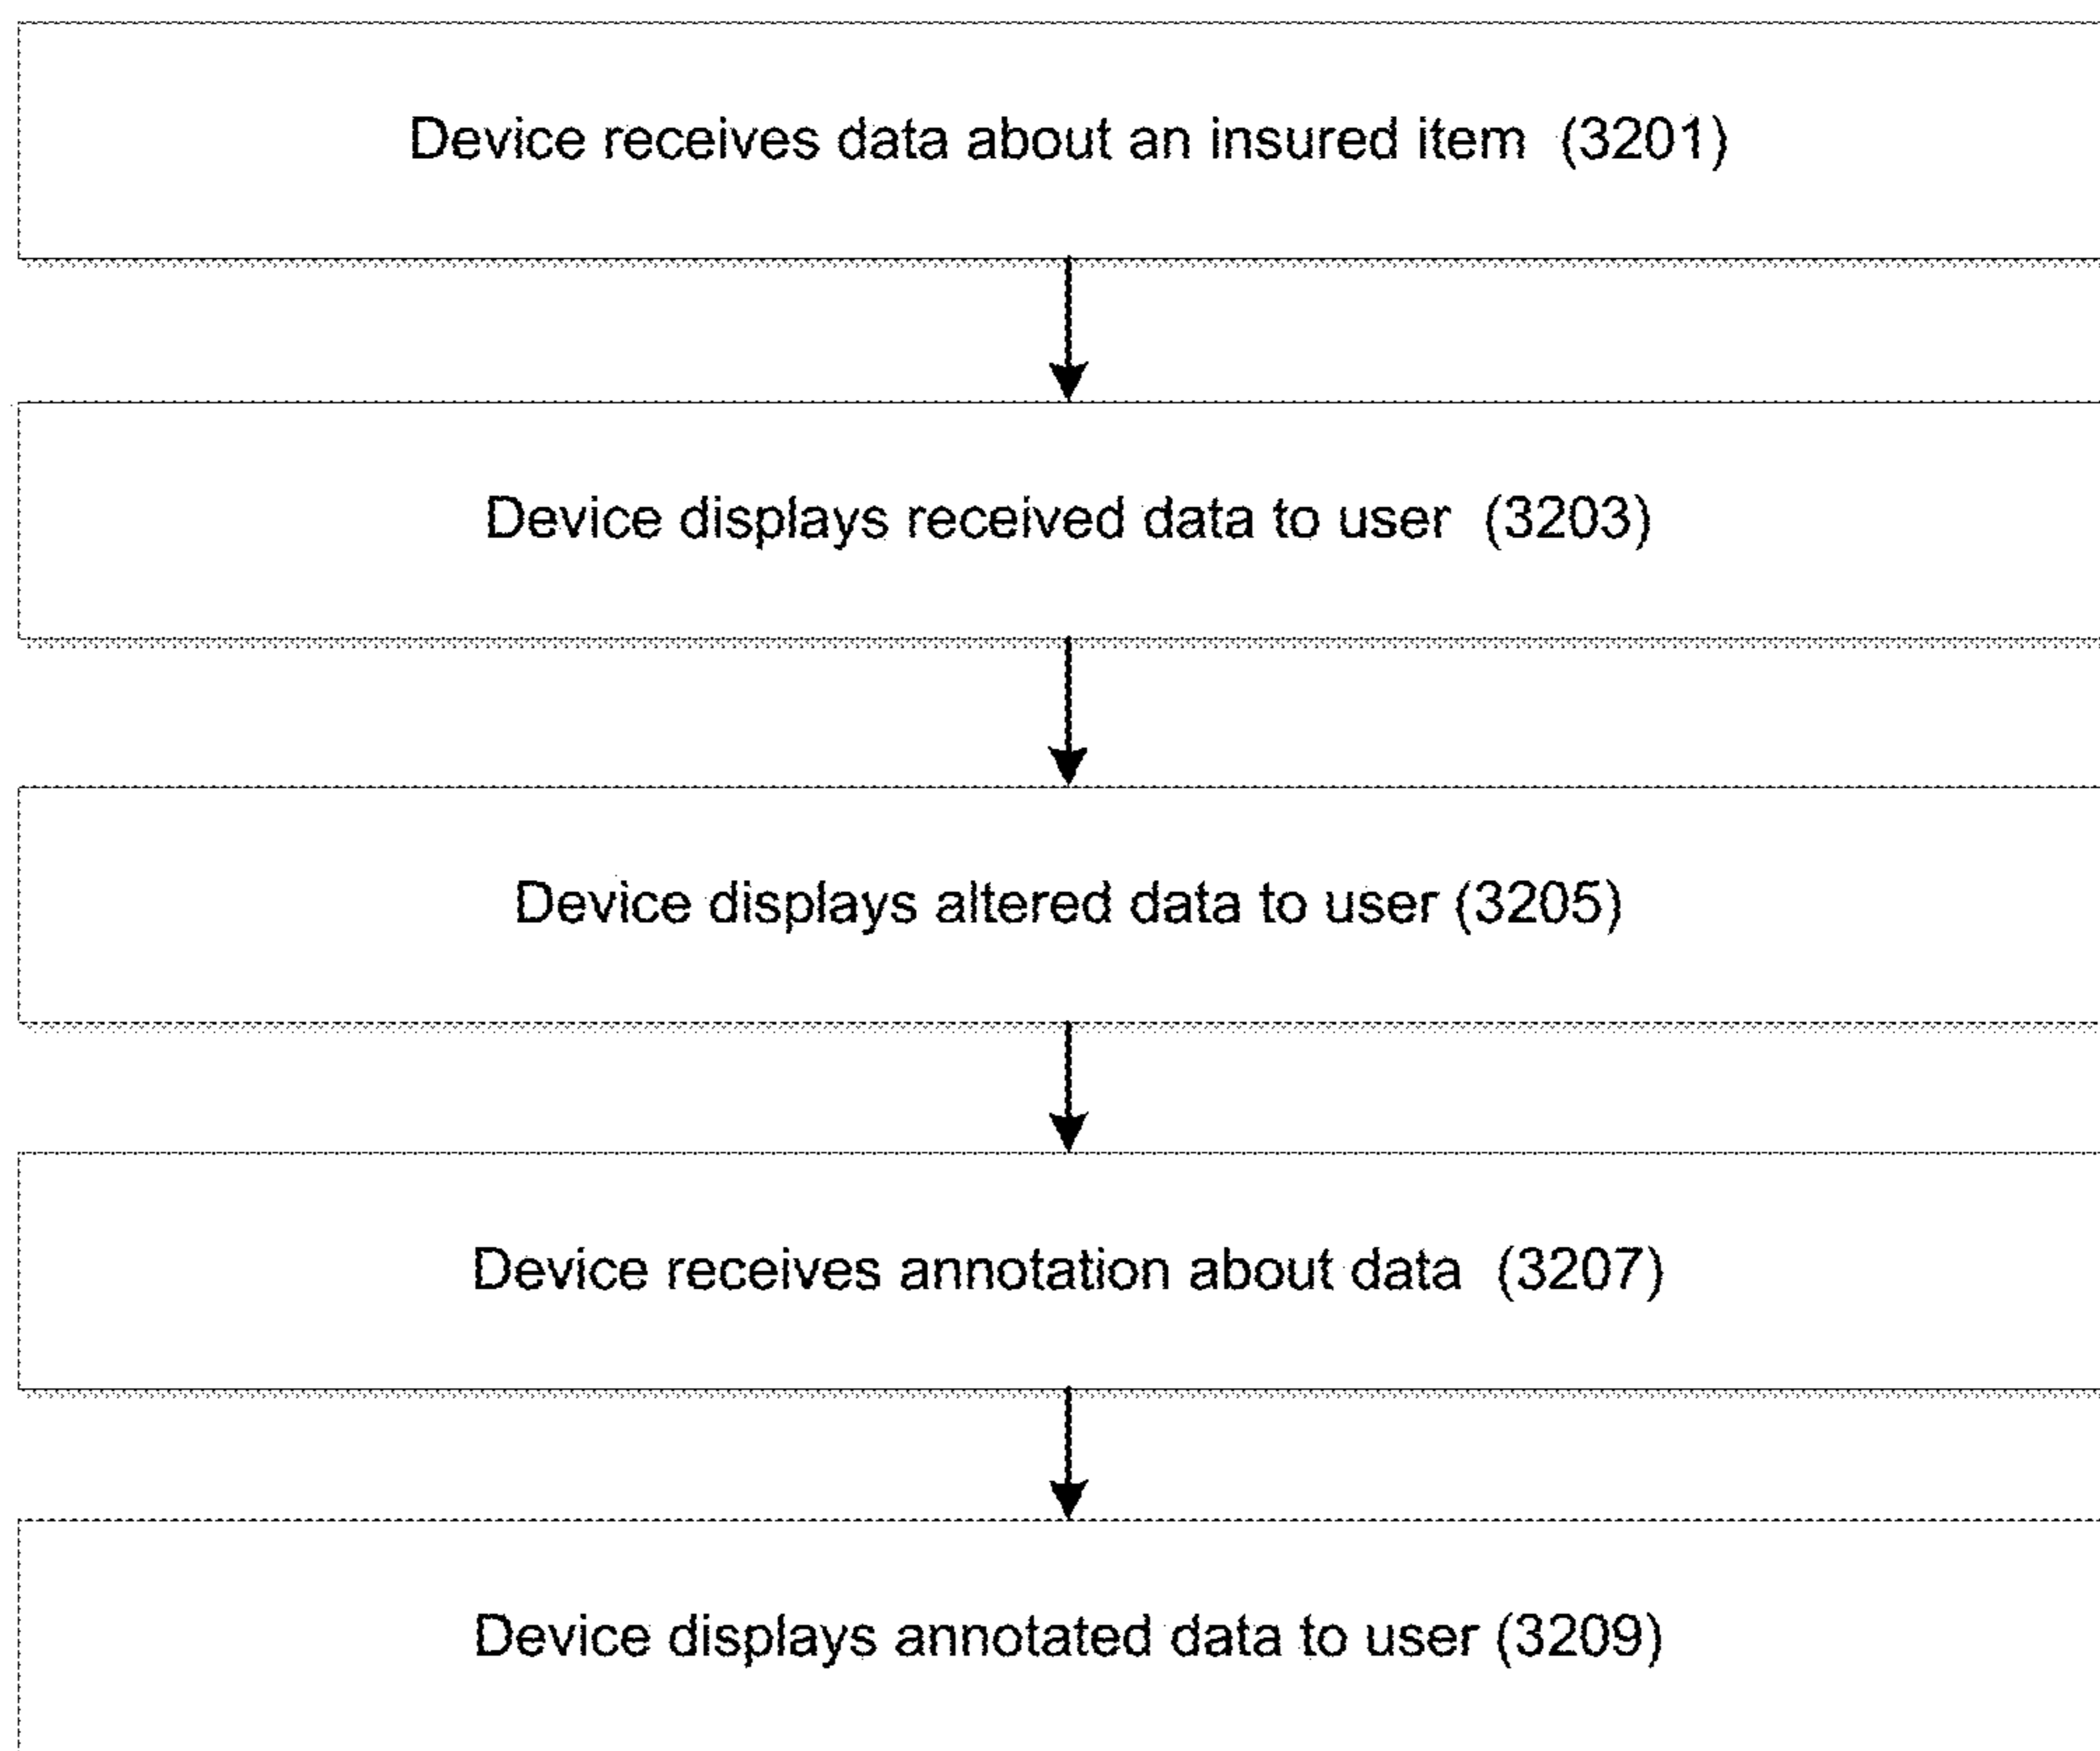 Device receives data about an insured item (3201)
Device displays received data to user (3203)
Device displays altered data to user (3205)
Device receives annotation about data (3207)
Device displays annotated data to user (3209)